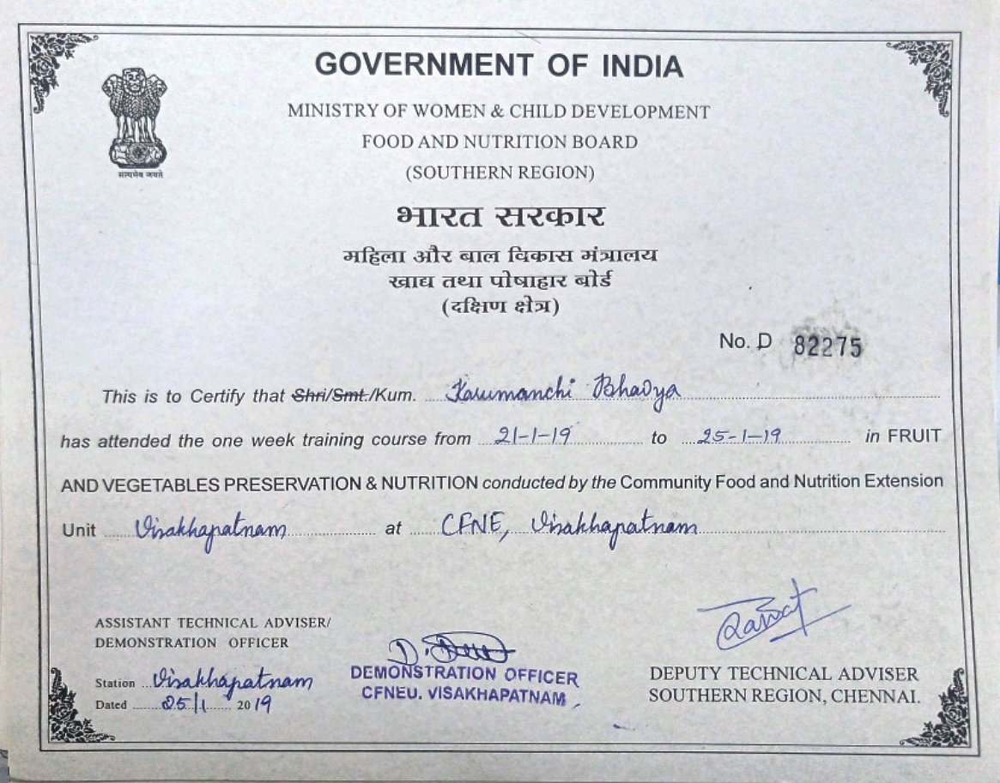 GOVERNMENT OF INDIA
MINISTRY OF WOMEN & CHILD DEVELOPMENT
FOOD AND NUTRITION BOARD
(SOUTHERN REGION)
सत्यमेव जयते
भारत सरकार
महिला और बाल विकास मंत्रालय
खाद्य तथा पोषाहार बोर्ड
(दक्षिण क्षेत्र)
No. D 82275
This is to Certify that Shri/Smt./Kum. Karumanchi Bhavya
has attended the one week training course from 21-1-19 to 25-1-19 in FRUIT
AND VEGETABLES PRESERVATION & NUTRITION conducted by the Community Food and Nutrition Extension
Unit Visakhapatnam at CFNE, Visakhapatnam
ASSISTANT TECHNICAL ADVISER/
DEMONSTRATION OFFICER
Station Visakhapatnam
Dated 25/1 2019
DEMONSTRATION OFFICER
CFNEU. VISAKHAPATNAM
DEPUTY TECHNICAL ADVISER
SOUTHERN REGION, CHENNAI.